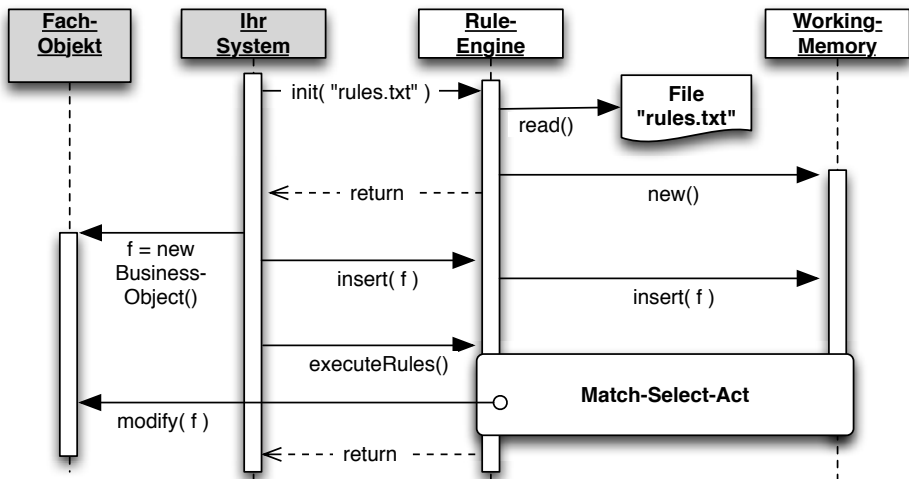 Fach-
Objekt
Ihr
System
Rule-
Engine
Working-
Memory
init( "rules.txt" )
File
"rules.txt"
read()
return
new()
f = new
Business-
Object()
insert( f )
insert( f )
executeRules()
Match-Select-Act
modify( f )
return